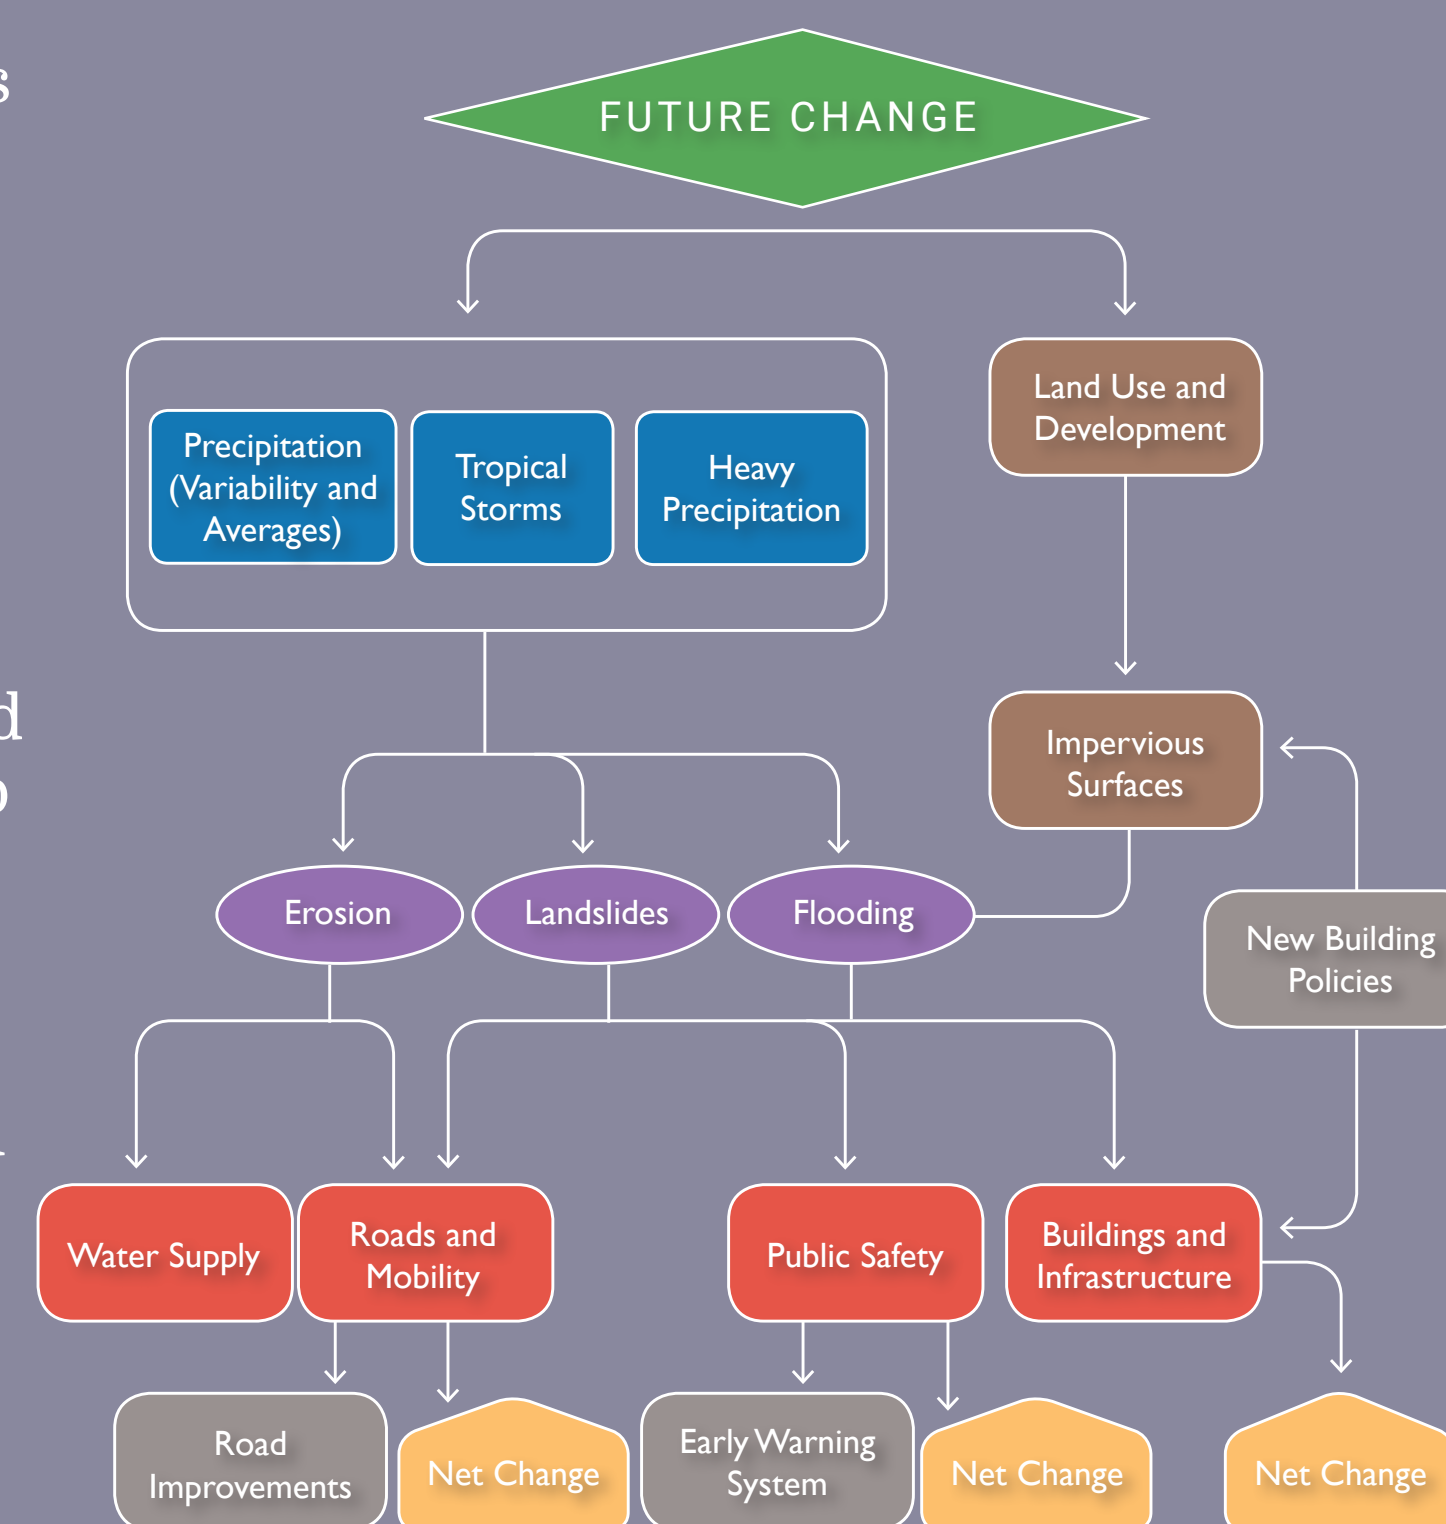 FUTURE CHANGE
Precipitation
(Variability and
Averages)
Tropical
Storms
Heavy
Precipitation
Land Use and
Development
Impervious
Surfaces
Erosion
Landslides
Flooding
New Building
Policies
Water Supply
Roads and
Mobility
Public Safety
Buildings and
Infrastructure
Road
Improvements
Net Change
Early Warning
System
Net Change
Net Change